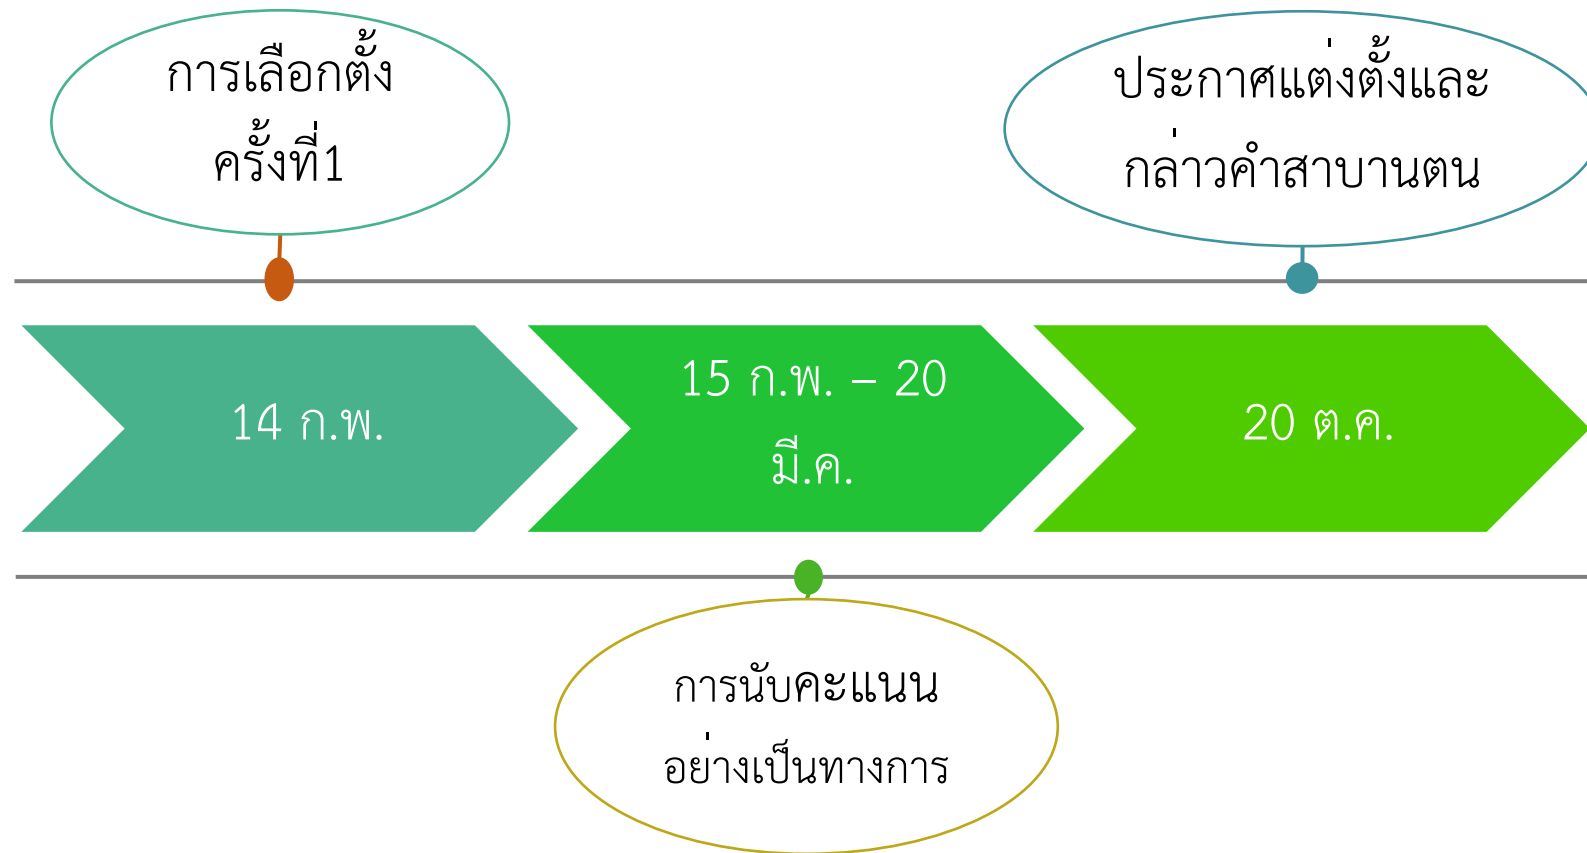 การเลือกตั้ง
ครั้งที่1
ประกาศแต่งตั้งและ
กล่าวคำสาบานตน
14 ก.พ.
15 ก.พ. – 20
มี.ค.
20 ต.ค.
การนับคะแนน
อย่างเป็นทางการ